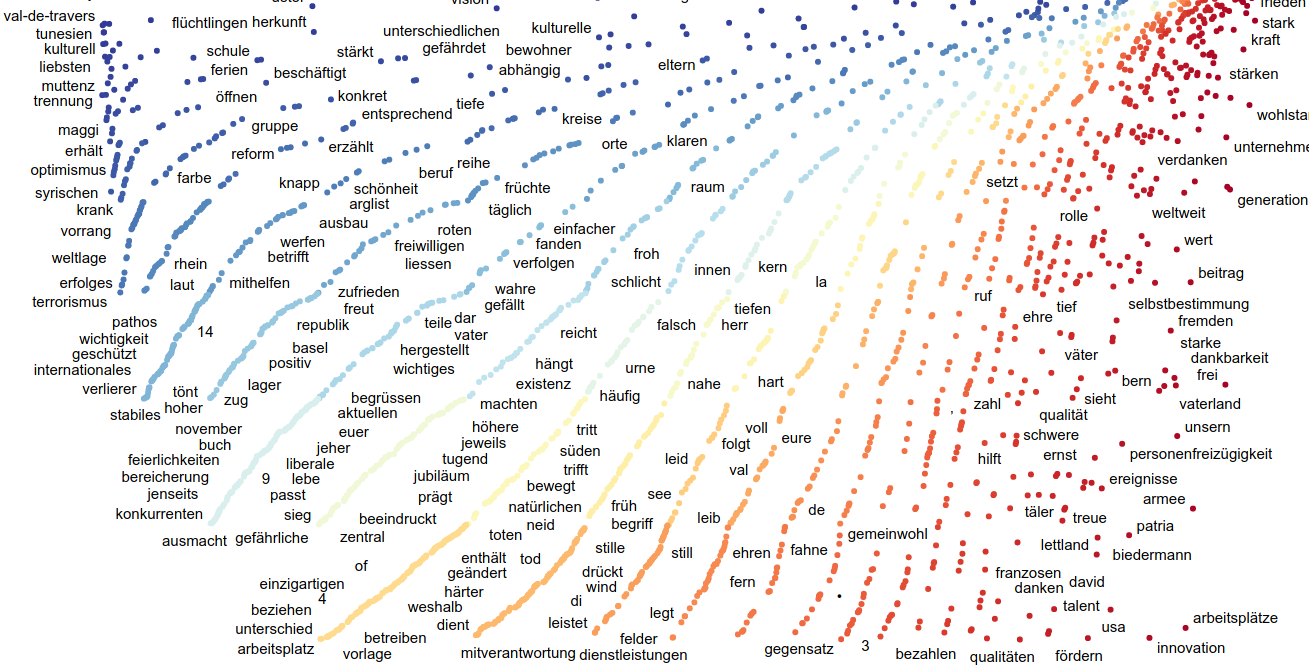 val-de-travers
flüchtlingen herkunft
frieden
tunesien
unterschiedlichen
kulturelle
stark
kulturell
schule
stärkt
gefährdet
bewohner
kraft
liebsten
ferien
beschäftigt
abhängig
eltern
stärken
muttenz
trennung
öffnen
konkret
tiefe
entsprechend
kreise
maggi
gruppe
erhält
reform
erzählt
orte
klaren
verdanken
optimismus
farbe
knapp
beruf
reihe
setzt
syrischen
schönheit
früchte
raum
arglist
generation
krank
täglich
rolle
weltweit
vorrang
ausbau
roten
einfacher
werfen
freiwilligen
fanden
wert
weltlage
betrifft
liessen
verfolgen
froh
rhein
innen
kern
beitrag
erfolges
laut
mithelfen
schlicht
la
terrorismus
zufrieden
wahre
ruf
freut
gefällt
tiefen
tief
selbstbestimmung
pathos
14
republik
teile
dar
falsch
herr
ehre
fremden
wichtigkeit
vater
reicht
starke
geschützt
basel
hergestellt
väter
dankbarkeit
internationales
positiv
wichtiges
hängt
urne
frei
verlierer
tönt
lager
existenz
nahe
hart
bern
zug
begrüssen
häufig
sieht
stabiles
hoher
aktuellen
machten
zahl
vaterland
november
euer
höhere
tritt
voll
qualität
unsern
buch
jeher
jeweils
folgt
eure
schwere
feierlichkeiten
liberale
tugend
süden
leid
hilft
ernst
personenfreizügigkeit
bereicherung
9
lebe
jubiläum
trifft
val
ereignisse
jenseits
passt
prägt
bewegt
see
armee
konkurrenten
sieg
beeindruckt
natürlichen
früh
leib
de
täler
treue
patria
ausmacht
gefährliche
zentral
toten
neid
begriff
gemeinwohl
lettland
of
enthält
tod
stille
still
ehren
fahne
biedermann
einzigartigen
geändert
drückt
fern
franzosen
4
härter
wind
danken
david
beziehen
weshalb
di
legt
talent
unterschied
dient
leistet
usa
arbeitsplätze
arbeitsplatz
betreiben
felder
gegensatz
3
innovation
vorlage
mitverantwortung
dienstleistungen
bezahlen
qualitäten
fördern